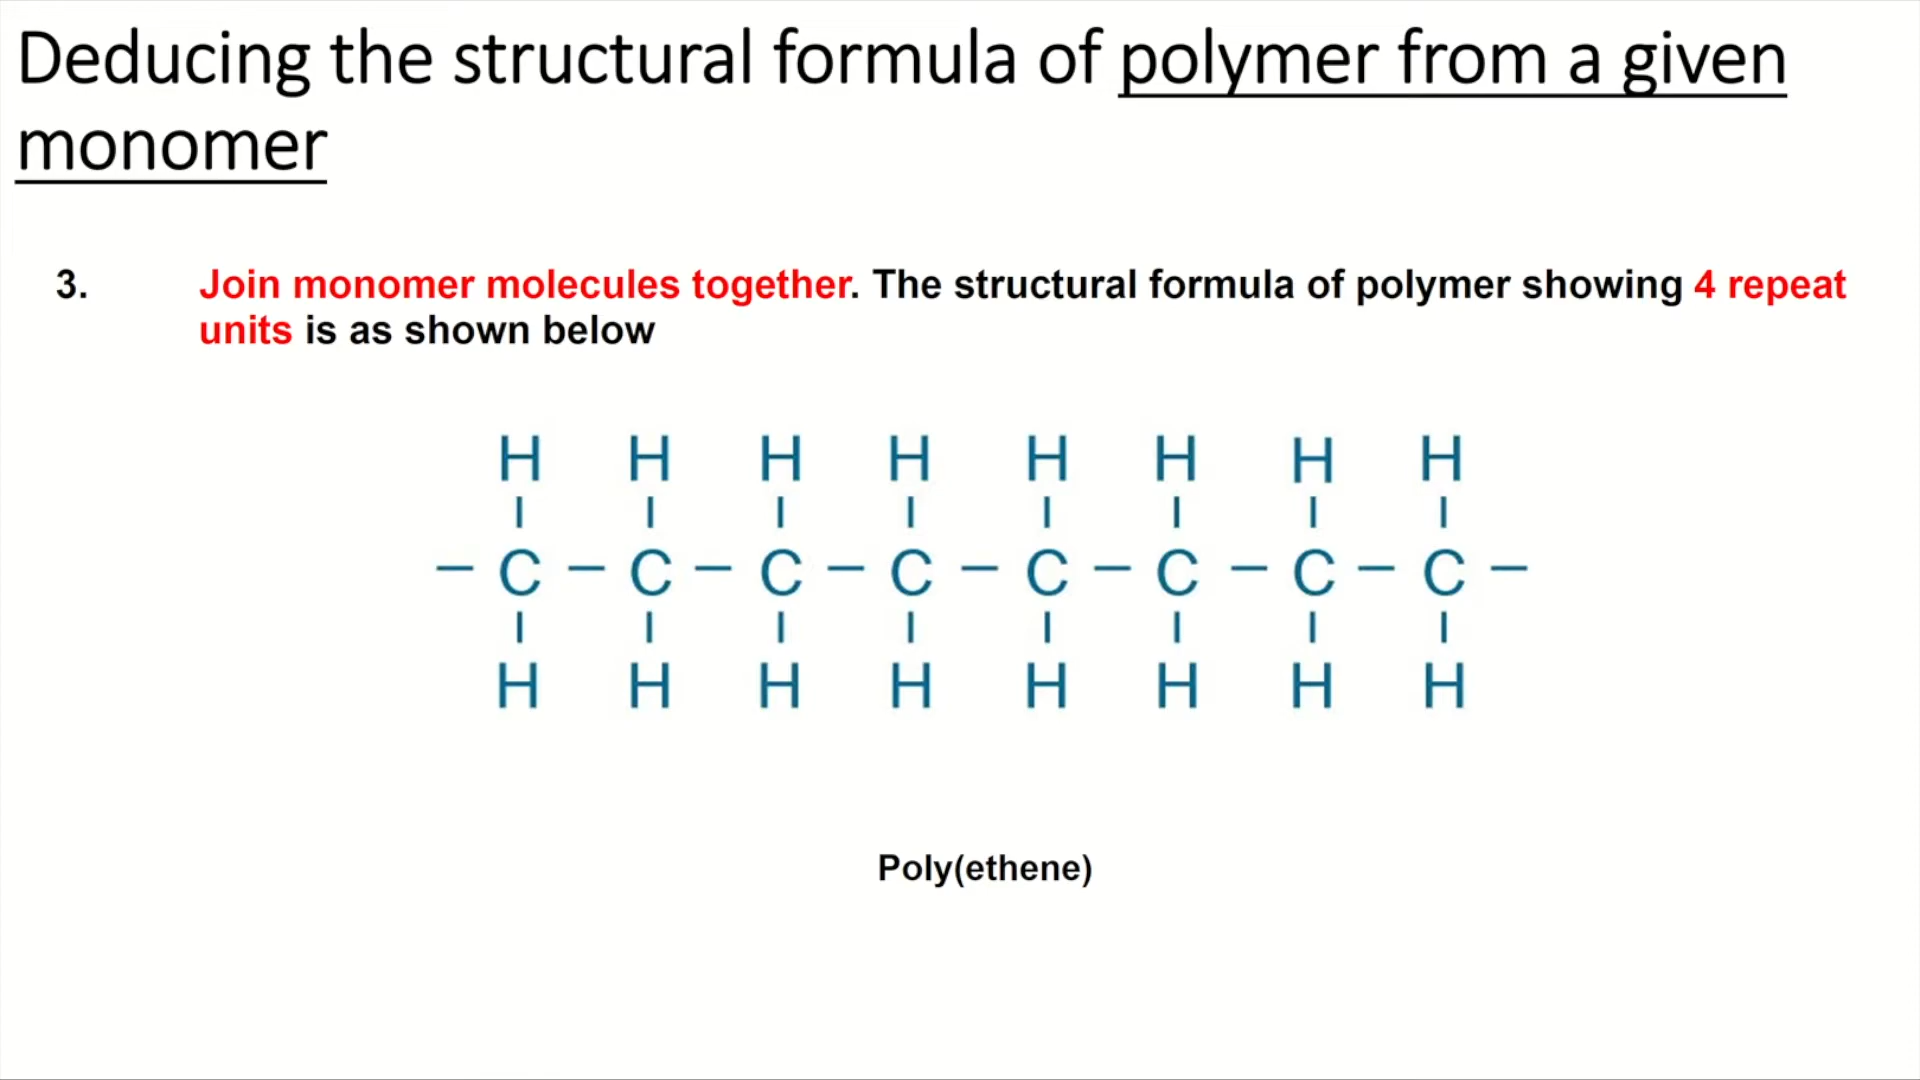 Deducing the structural formula of polymer from a given
monomer
3. Join monomer molecules together. The structural formula of polymer showing 4 repeat
units is as shown below
H H H H H H H H
– C – C – C – C – C – C – C – C –
H H H H H H H H
Poly(ethene)